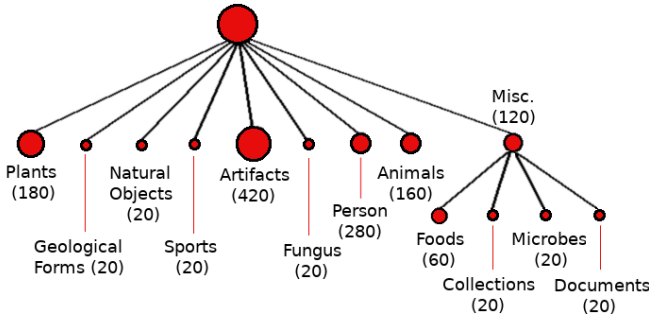 Misc.
(120)
Plants
(180)
Natural
Objects
(20)
Artifacts
(420)
Animals
(160)
Geological
Forms (20)
Sports
(20)
Fungus
(20)
Person
(280)
Foods
(60)
Microbes
(20)
Collections
(20)
Documents
(20)